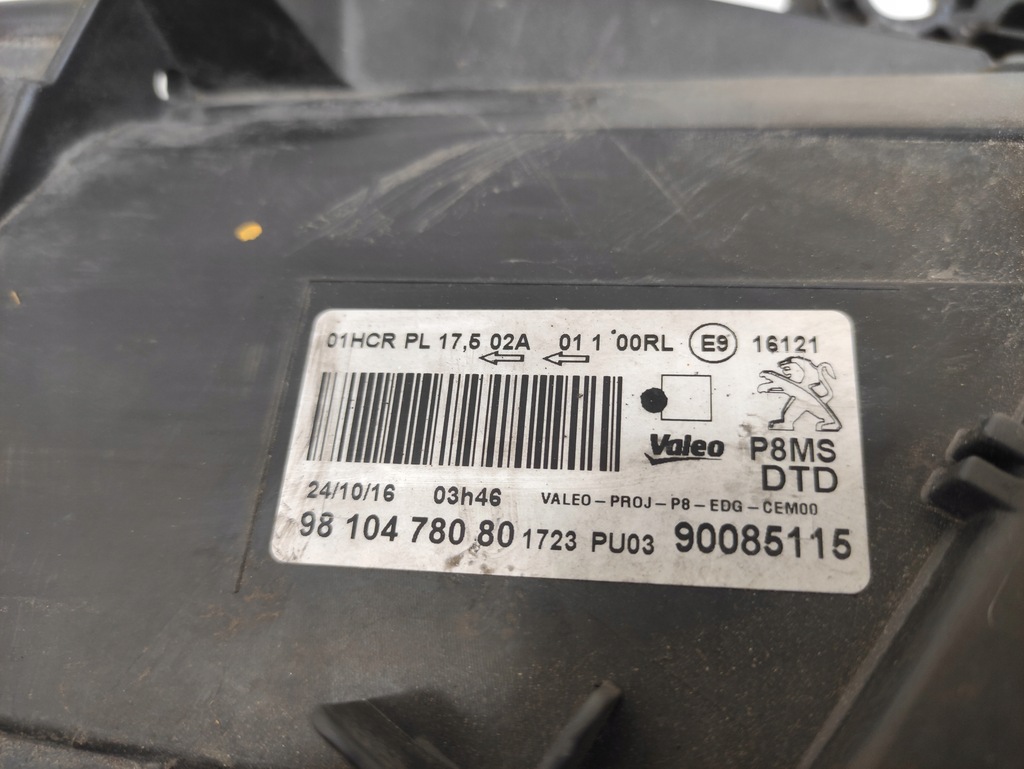 01HCR PL 17,5 02A 01 1 00RL E9 16121
Valeo P8MS
DTD
24/10/16 03h46 VALEO-PROJ-P8-EDG-CEM00
98 104 780 80 1723 PU03 90085115